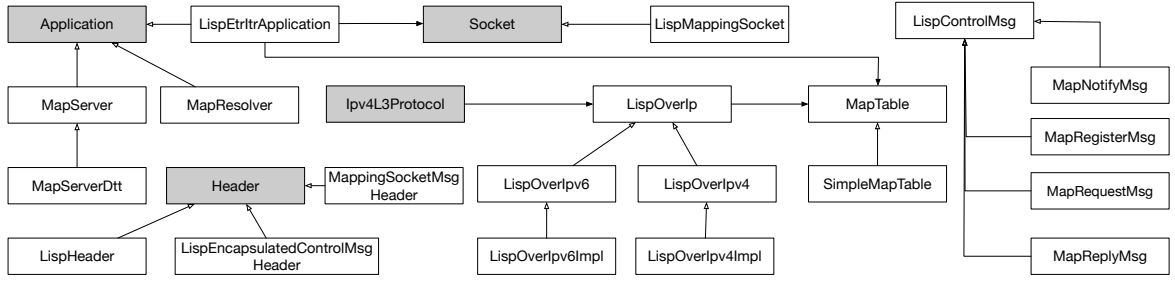 Application
LispEtrItrApplication
Socket
LispMappingSocket
LispControlMsg
MapNotifyMsg
MapServer
MapResolver
Ipv4L3Protocol
LispOverIp
MapTable
MapRegisterMsg
MapServerDtt
Header
MappingSocketMsg
Header
LispOverIpv6
LispOverIpv4
SimpleMapTable
MapRequestMsg
LispHeader
LispEncapsulatedControlMsg
Header
LispOverIpv6Impl
LispOverIpv4Impl
MapReplyMsg